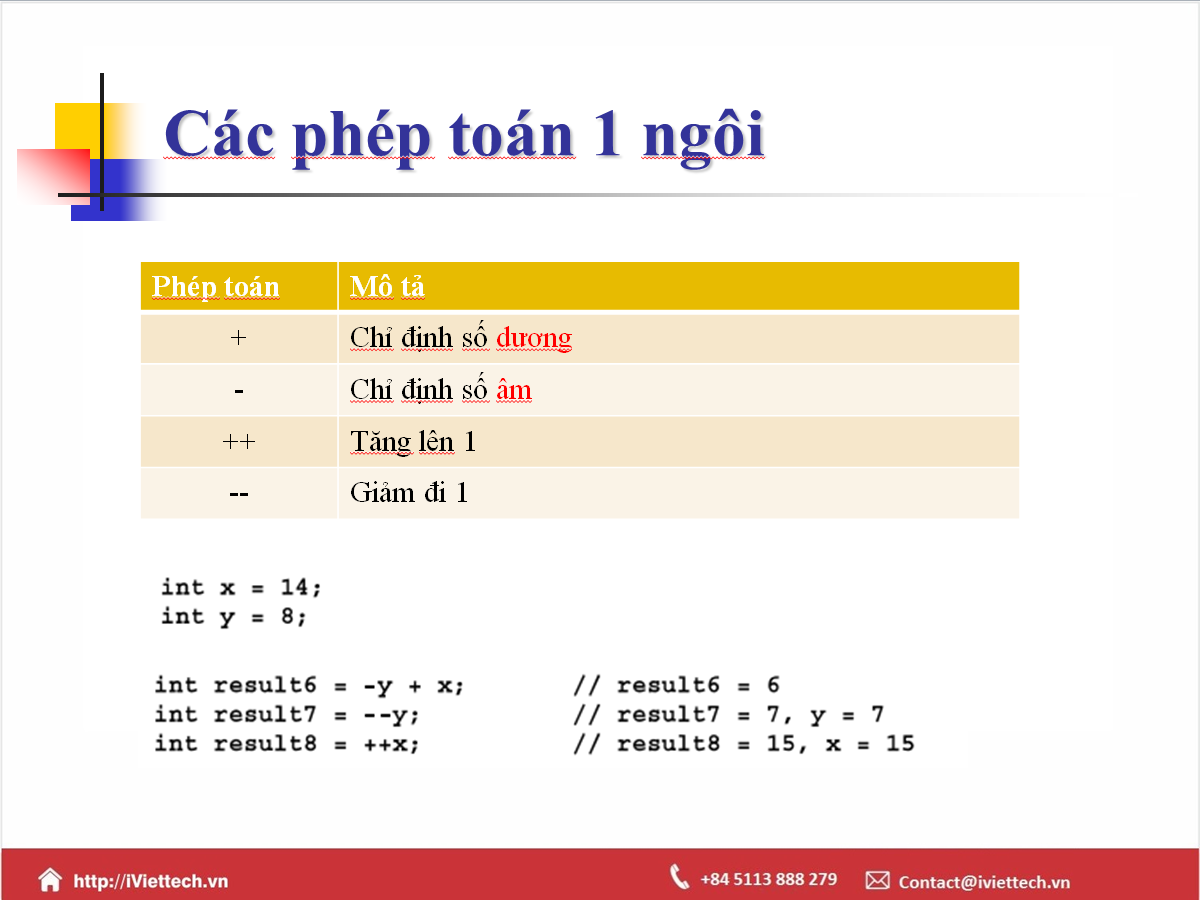 Các phép toán 1 ngôi
Phép toán Mô tả
+ Chỉ định số dương
- Chỉ định số âm
++ Tăng lên 1
-- Giảm đi 1
int x = 14;
int y = 8;
int result6 = -y + x; // result6 = 6
int result7 = --y; // result7 = 7, y = 7
int result8 = ++x; // result8 = 15, x = 15
http://iViettech.vn +84 5113 888 279 Contact@iviettech.vn